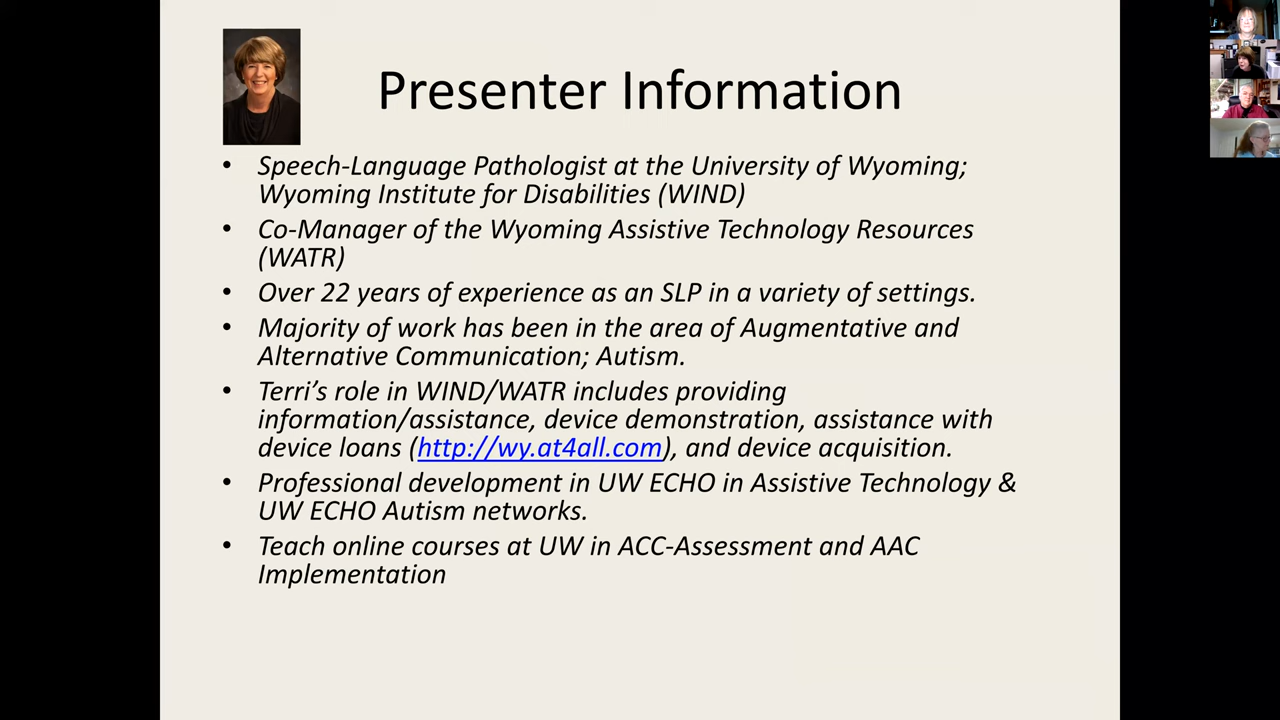 Presenter Information
• Speech-Language Pathologist at the University of Wyoming;
Wyoming Institute for Disabilities (WIND)
• Co-Manager of the Wyoming Assistive Technology Resources
(WATR)
• Over 22 years of experience as an SLP in a variety of settings.
• Majority of work has been in the area of Augmentative and
Alternative Communication; Autism.
• Terri’s role in WIND/WATR includes providing
information/assistance, device demonstration, assistance with
device loans (http://wy.at4all.com), and device acquisition.
• Professional development in UW ECHO in Assistive Technology &
UW ECHO Autism networks.
• Teach online courses at UW in ACC-Assessment and AAC
Implementation